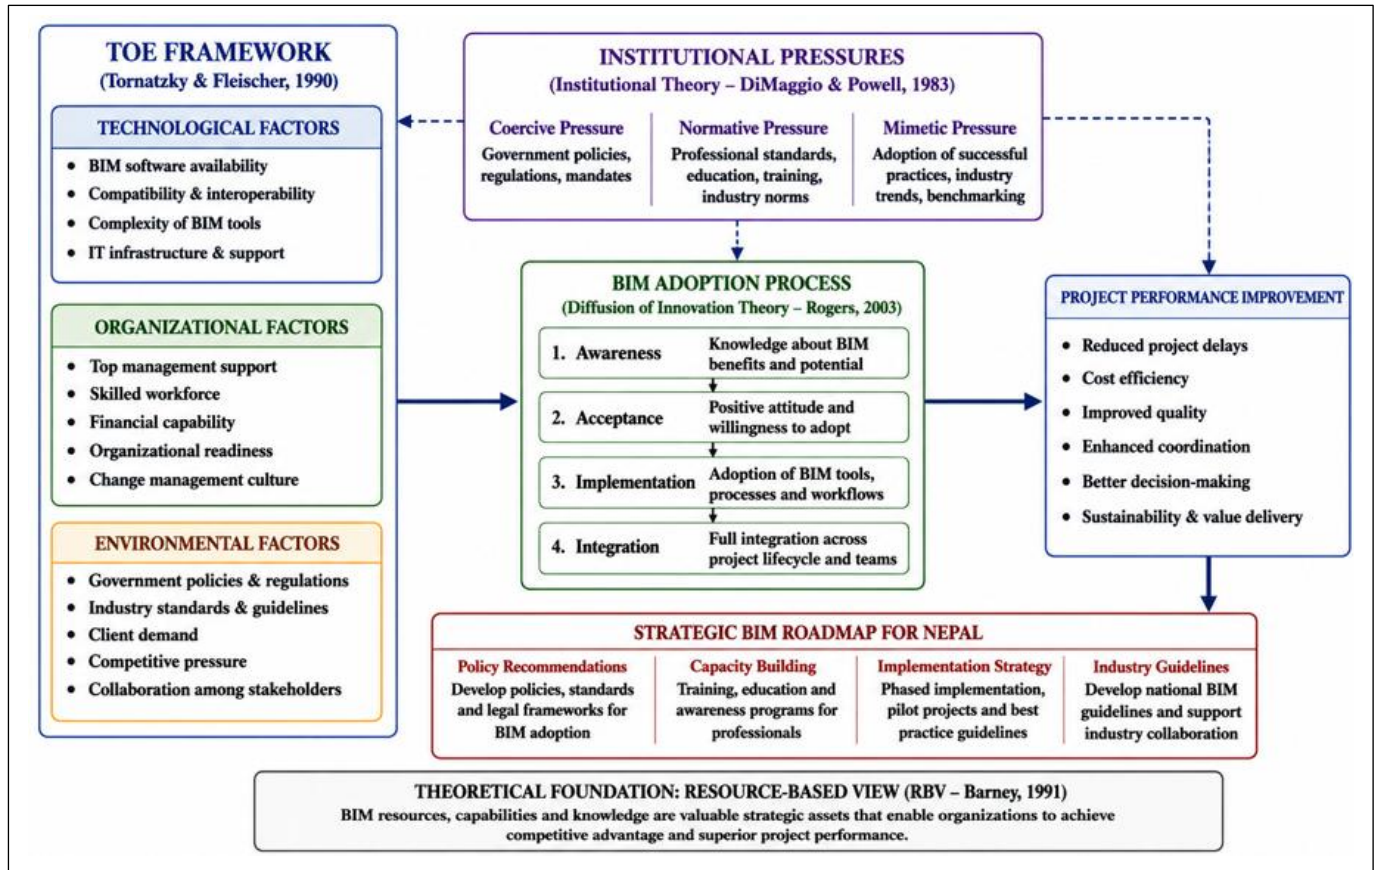 TOE FRAMEWORK
(Tornatzky & Fleischer, 1990)
TECHNOLOGICAL FACTORS
• BIM software availability
• Compatibility & interoperability
• Complexity of BIM tools
• IT infrastructure & support
ORGANIZATIONAL FACTORS
• Top management support
• Skilled workforce
• Financial capability
• Organizational readiness
• Change management culture
ENVIRONMENTAL FACTORS
• Government policies & regulations
• Industry standards & guidelines
• Client demand
• Competitive pressure
• Collaboration among stakeholders
INSTITUTIONAL PRESSURES
(Institutional Theory – DiMaggio & Powell, 1983)
Coercive Pressure
Government policies,
regulations, mandates
Normative Pressure
Professional standards,
education, training,
industry norms
Mimetic Pressure
Adoption of successful
practices, industry
trends, benchmarking
BIM ADOPTION PROCESS
(Diffusion of Innovation Theory – Rogers, 2003)
1. Awareness
Knowledge about BIM
benefits and potential
2. Acceptance
Positive attitude and
willingness to adopt
3. Implementation
Adoption of BIM tools,
processes and workflows
4. Integration
Full integration across
project lifecycle and teams
PROJECT PERFORMANCE IMPROVEMENT
• Reduced project delays
• Cost efficiency
• Improved quality
• Enhanced coordination
• Better decision-making
• Sustainability & value delivery
STRATEGIC BIM ROADMAP FOR NEPAL
Policy Recommendations
Develop policies, standards
and legal frameworks for
BIM adoption
Capacity Building
Training, education and
awareness programs for
professionals
Implementation Strategy
Phased implementation,
pilot projects and best
practice guidelines
Industry Guidelines
Develop national BIM
guidelines and support
industry collaboration
THEORETICAL FOUNDATION: RESOURCE-BASED VIEW (RBV – Barney, 1991)
BIM resources, capabilities and knowledge are valuable strategic assets that enable organizations to achieve
competitive advantage and superior project performance.